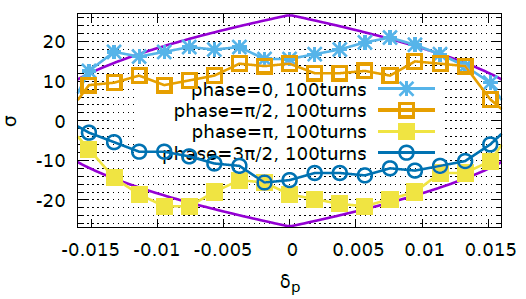 20
10
0
-10
-20
σ
phase=0, 100turns
phase=π/2, 100turns
phase=π, 100turns
phase=3π/2, 100turns
-0.015 -0.01 -0.005 0 0.005 0.01 0.015
δp